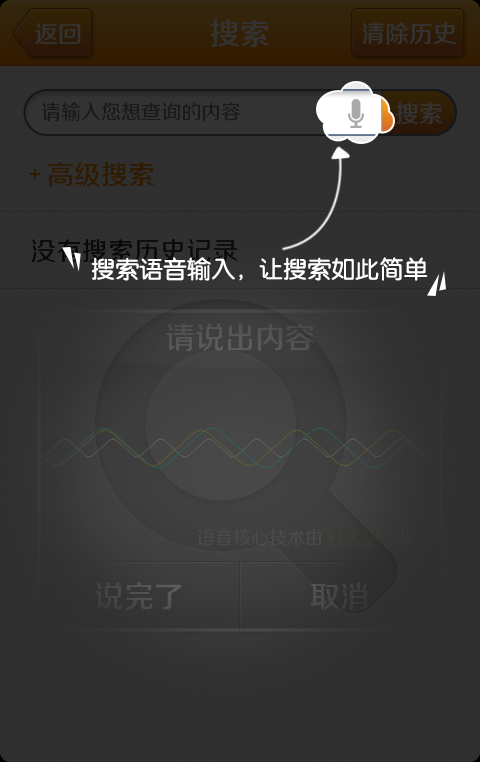 返回
搜索
清除历史
请输入您想查询的内容
搜索
+ 高级搜索
没有搜索历史记录
搜索语音输入，让搜索如此简单
请说出内容
语音核心技术由
说完了
取消